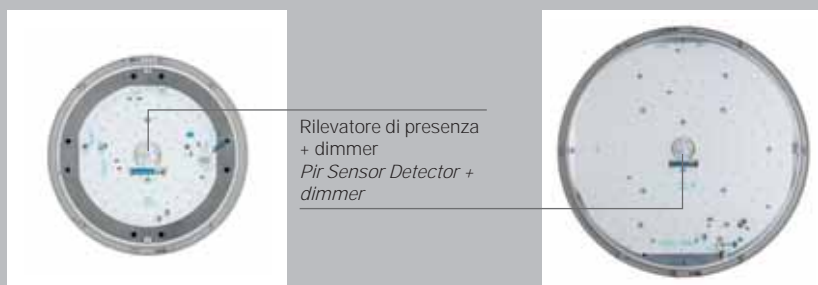 Rilevatore di presenza
+ dimmer
Pir Sensor Detector +
dimmer